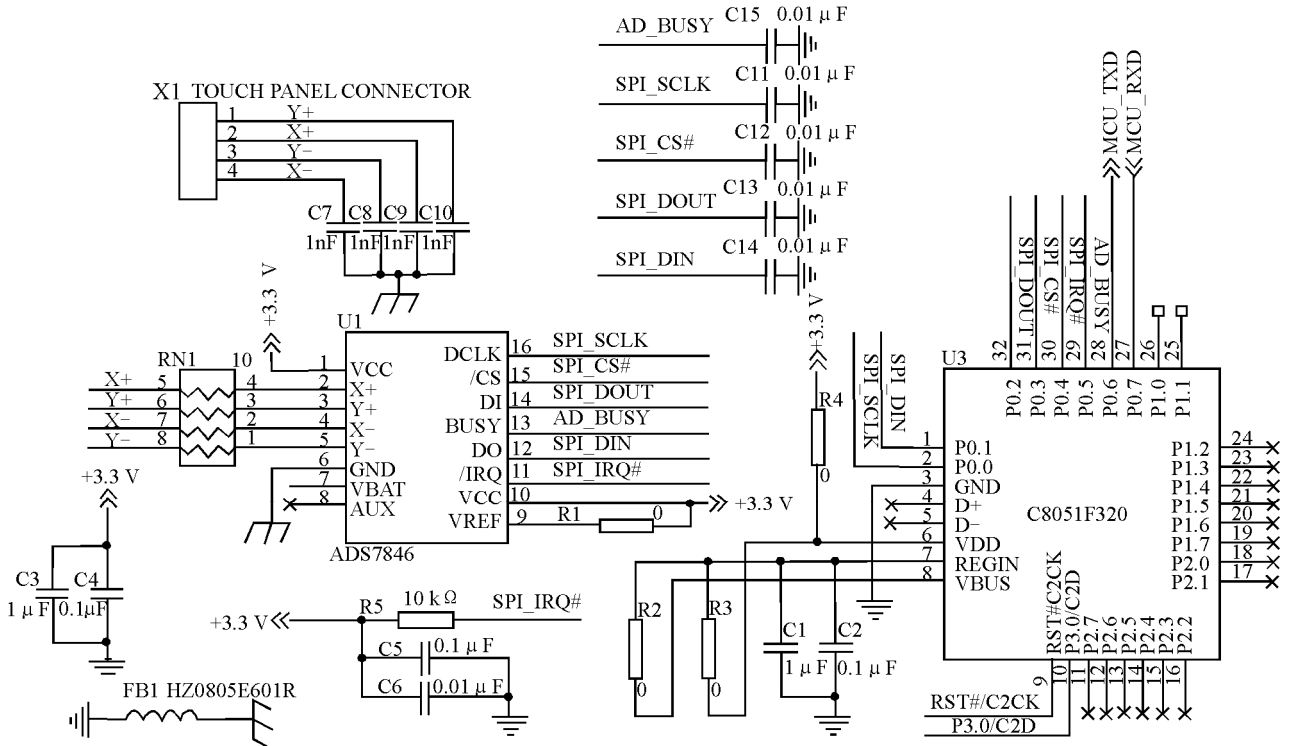 C15 0.01 μ F
AD_BUSY
C11 0.01 μ F
SPI_SCLK
C12 0.01 μ F
SPI_CS#
C13 0.01 μ F
SPI_DOUT
C14 0.01 μ F
SPI_DIN
X1 TOUCH PANEL CONNECTOR
1 Y+
2 X+
3 Y−
4 X−
C7 C8 C9 C10
1nF 1nF 1nF 1nF
+3.3 V
U1
RN1 10
X+ 5 4
Y+ 6 3
X− 7 2
Y− 8 1
1 VCC
2 X+
3 Y+
4 X−
5 Y−
6 GND
7 VBAT
8 AUX
DCLK 16 SPI_SCLK
/CS 15 SPI_CS#
DI 14 SPI_DOUT
BUSY 13 AD_BUSY
DO 12 SPI_DIN
/IRQ 11 SPI_IRQ#
VCC 10 +3.3 V
VREF 9 R1 0
ADS7846
+3.3 V
C3 C4
1 μ F 0.1μF
+3.3 V R5 10 k Ω SPI_IRQ#
C5 0.1 μ F
C6 0.01 μ F
FB1 HZ0805E601R
+3.3 V
R4
0
R2 R3
0 0
C1 C2
1 μ F 0.1 μ F
MCU_TXD
MCU_RXD
SPI_DOUT
SPI_CS#
SPI_IRQ#
AD_BUSY
SPI_DIN
SPI_SCLK
U3
32 31 30 29 28 27 26 25
P0.2 P0.3 P0.4 P0.5 P0.6 P0.7 P1.0 P1.1
1 P0.1
2 P0.0
3 GND
4 D+
5 D−
6 VDD
7 REGIN
8 VBUS
C8051F320
P1.2 24
P1.3 23
P1.4 22
P1.5 21
P1.6 20
P1.7 19
P2.0 18
P2.1 17
RST#C2CK P3.0/C2D P2.7 P2.6 P2.5 P2.4 P2.3 P2.2
9 10 11 12 13 14 15 16
RST#/C2CK
P3.0/C2D